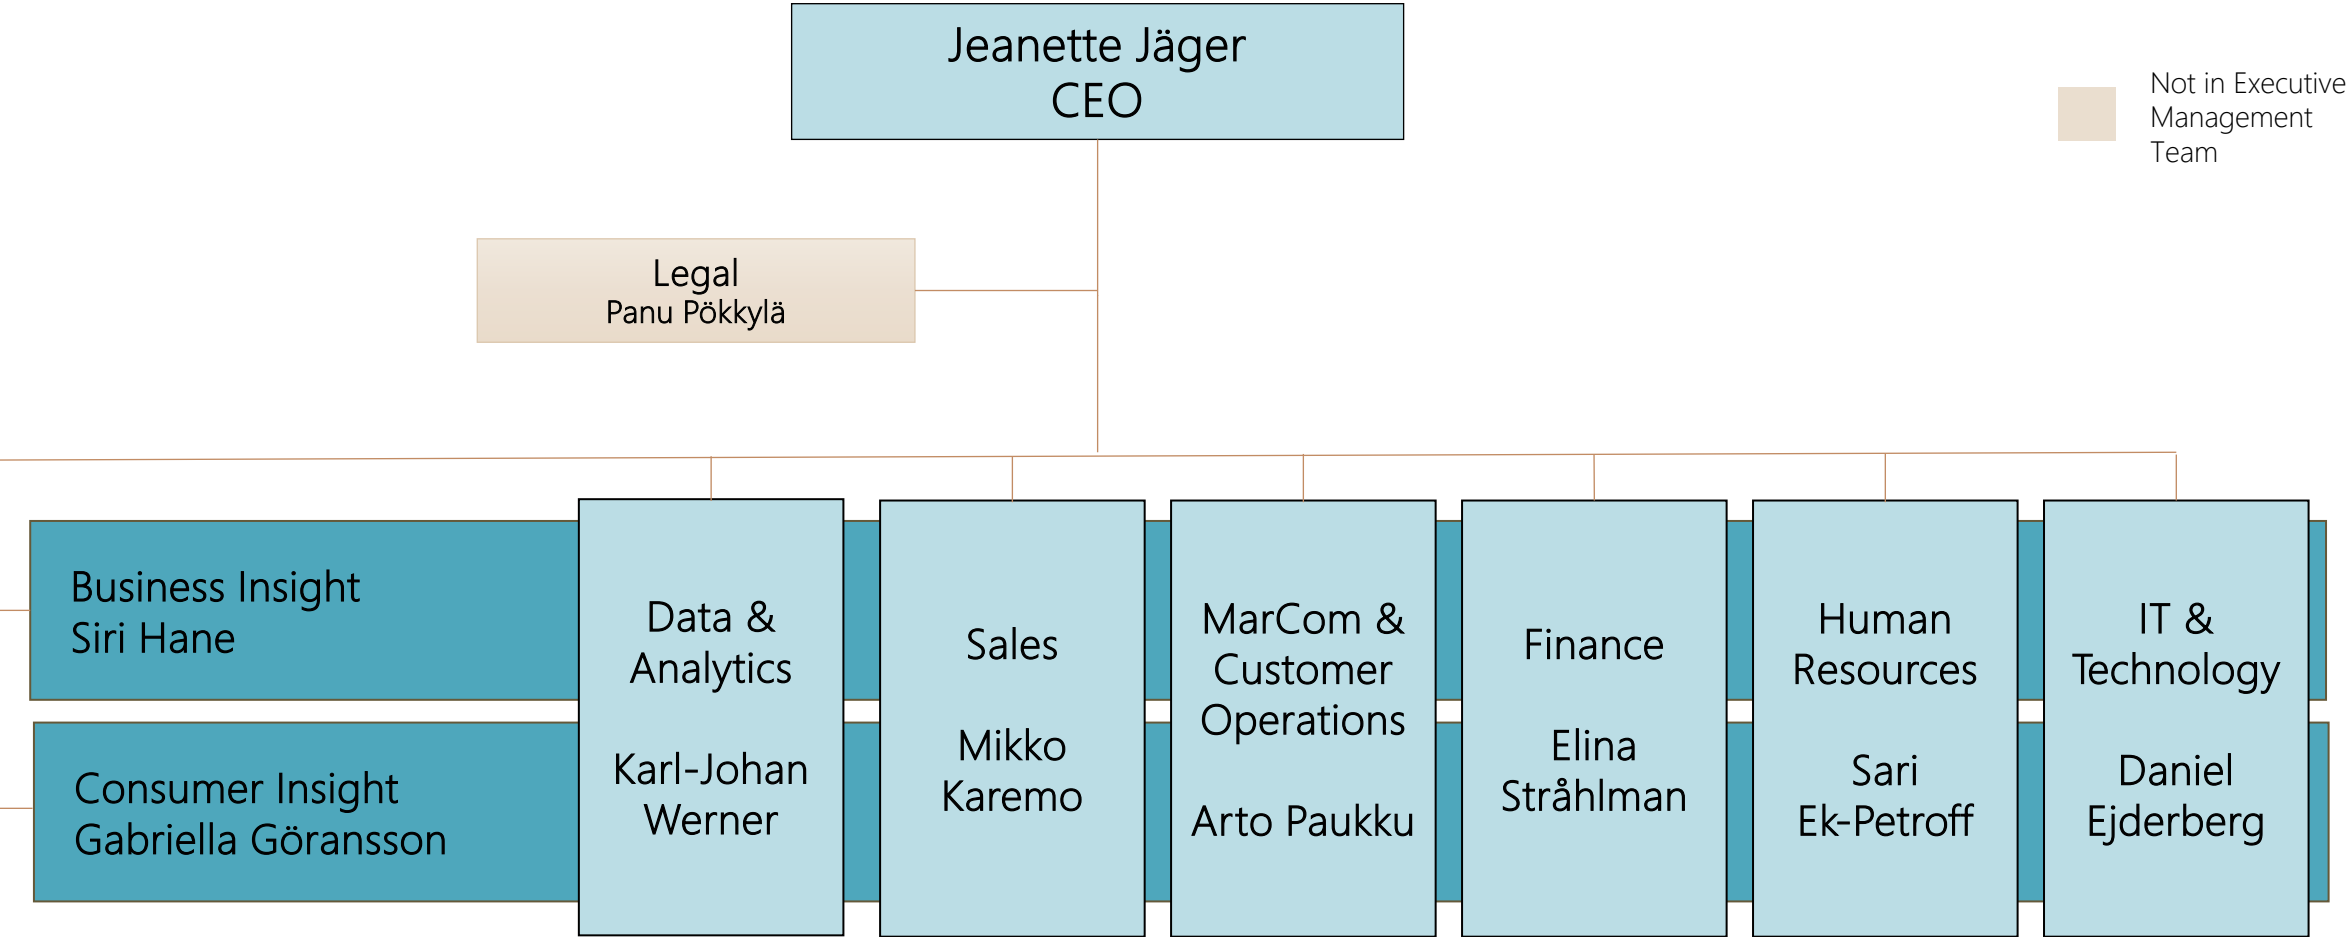 Jeanette Jäger
CEO
Not in Executive
Management
Team
Legal
Panu Pökkylä
Business Insight
Siri Hane
Consumer Insight
Gabriella Göransson
Data &
Analytics
Karl-Johan
Werner
Sales
Mikko
Karemo
MarCom &
Customer
Operations
Arto Paukku
Finance
Elina
Stråhlman
Human
Resources
Sari
Ek-Petroff
IT &
Technology
Daniel
Ejderberg